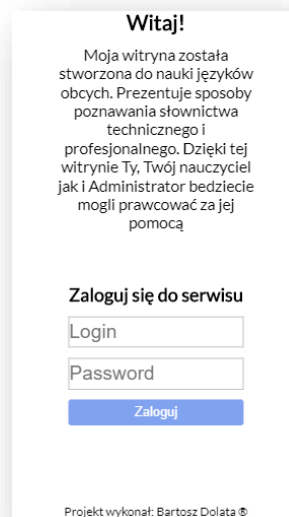 Witaj!
Moja witryna została
stworzona do nauki języków
obcych. Prezentuje sposoby
poznawania słownictwa
technicznego i
profesjonalnego. Dzięki tej
witrynie Ty, Twój nauczyciel
jak i Administrator bedziecie
mogli prawcować za jej
pomocą
Zaloguj się do serwisu
Login
Password
Zaloguj
Projekt wykonał: Bartosz Dolata ®